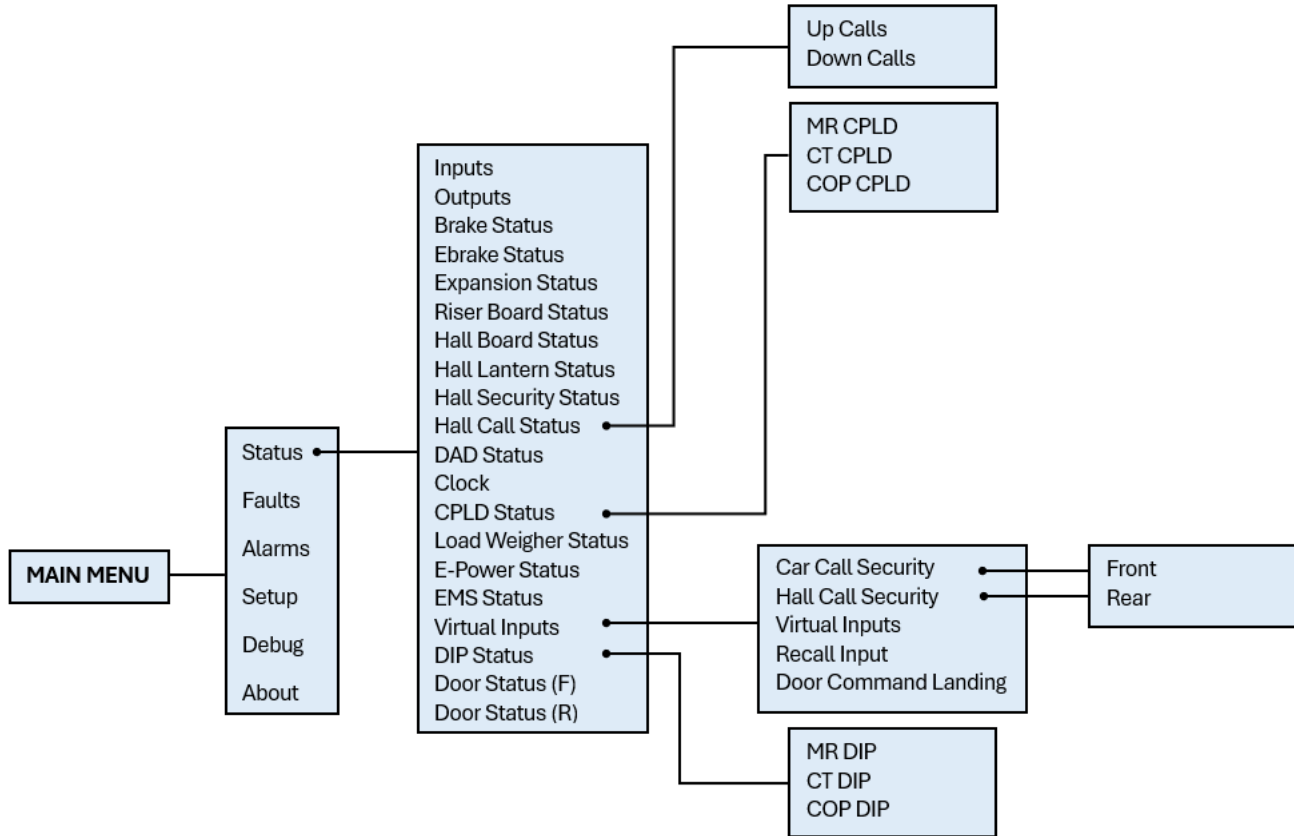 MAIN MENU
Status
Faults
Alarms
Setup
Debug
About
Inputs
Outputs
Brake Status
Ebrake Status
Expansion Status
Riser Board Status
Hall Board Status
Hall Lantern Status
Hall Security Status
Hall Call Status
DAD Status
Clock
CPLD Status
Load Weigher Status
E-Power Status
EMS Status
Virtual Inputs
DIP Status
Door Status (F)
Door Status (R)
Up Calls
Down Calls
MR CPLD
CT CPLD
COP CPLD
Car Call Security
Hall Call Security
Virtual Inputs
Recall Input
Door Command Landing
Front
Rear
MR DIP
CT DIP
COP DIP